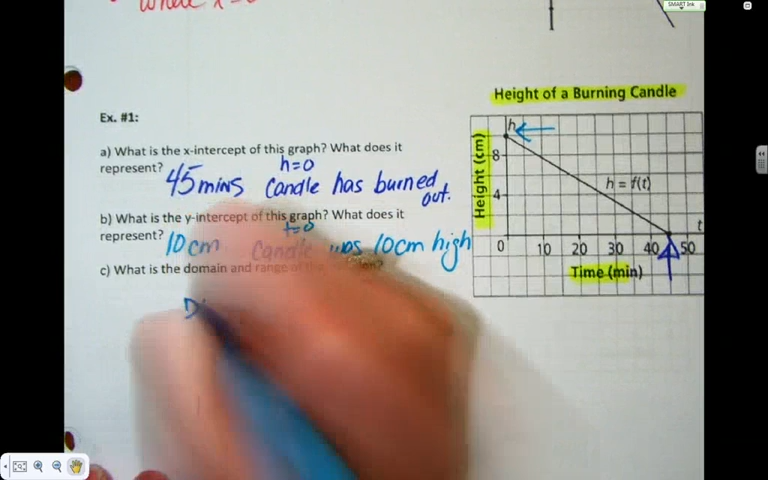 where x=0
SMART Ink
Height of a Burning Candle
Ex. #1:
a) What is the x-intercept of this graph? What does it
represent?
h=0
45 mins candle has burned
out.
b) What is the y-intercept of this graph? What does it
represent?
t=0
10 cm candle was 10cm high
c) What is the domain and range of
D
h
Height (cm)
8
4
h = f(t)
t
0 10 20 30 40 50
Time (min)